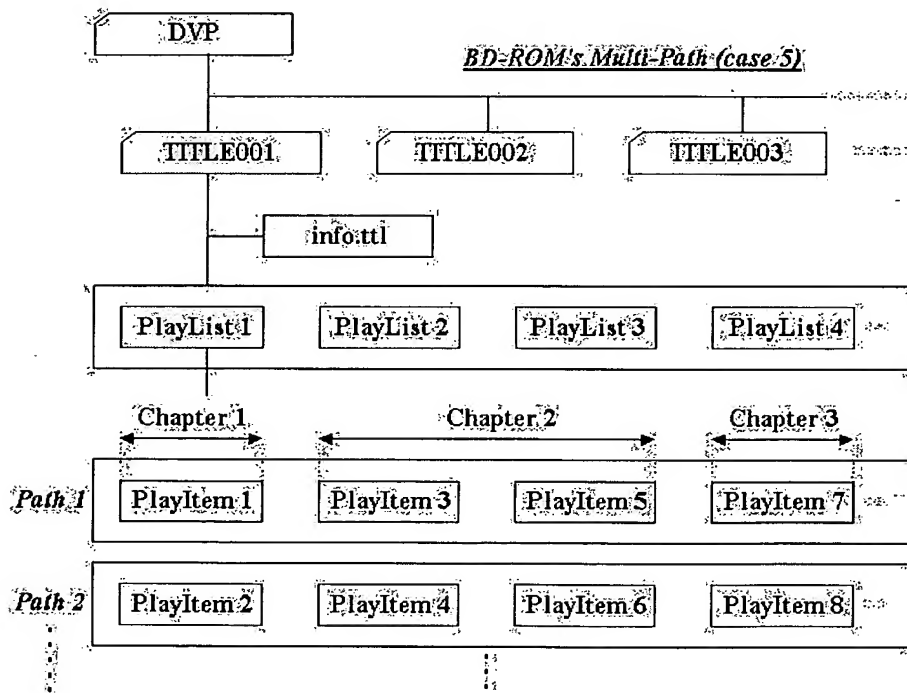 DVP
BD-ROM's Multi-Path (case 5)
TITLE001 TITLE002 TITLE003
info.ttl
PlayList 1 PlayList 2 PlayList 3 PlayList 4
Chapter 1 Chapter 2 Chapter 3
Path 1 PlayItem 1 PlayItem 3 PlayItem 5 PlayItem 7
Path 2 PlayItem 2 PlayItem 4 PlayItem 6 PlayItem 8